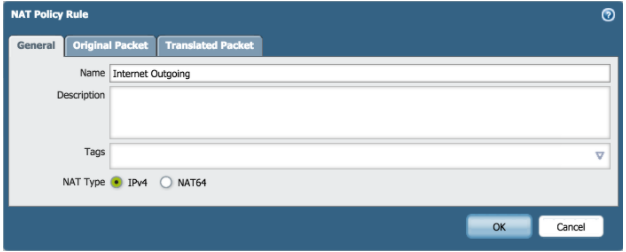 NAT Policy Rule
General Original Packet Translated Packet
Name Internet Outgoing
Description
Tags
NAT Type IPv4 NAT64
OK Cancel